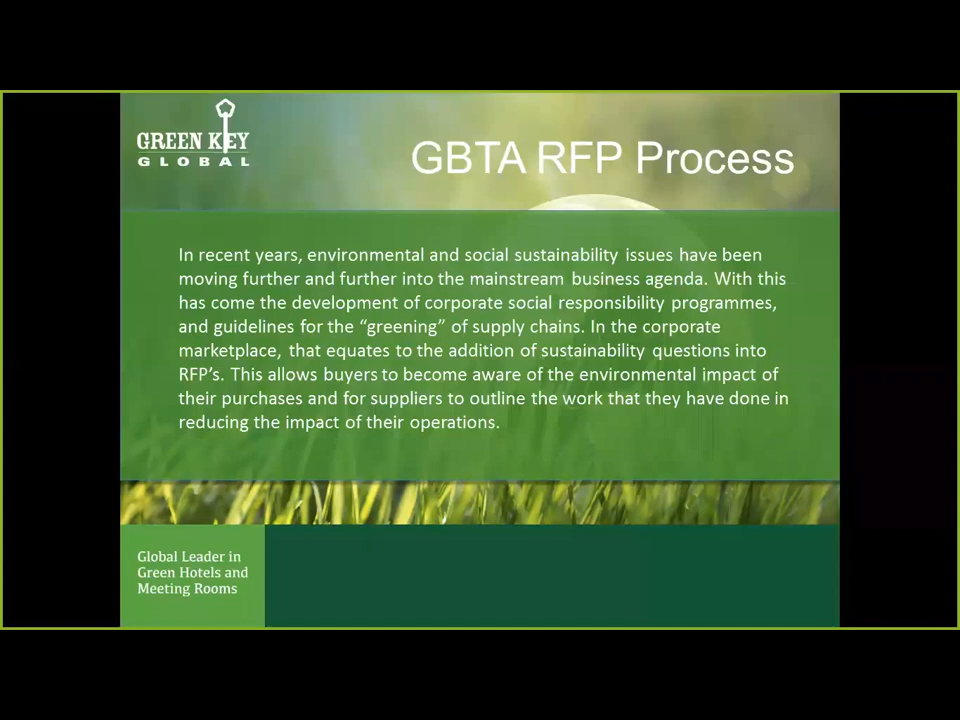 GREEN KEY
GLOBAL
GBTA RFP Process
In recent years, environmental and social sustainability issues have been
moving further and further into the mainstream business agenda. With this
has come the development of corporate social responsibility programmes,
and guidelines for the “greening” of supply chains. In the corporate
marketplace, that equates to the addition of sustainability questions into
RFP’s. This allows buyers to become aware of the environmental impact of
their purchases and for suppliers to outline the work that they have done in
reducing the impact of their operations.
Global Leader in
Green Hotels and
Meeting Rooms